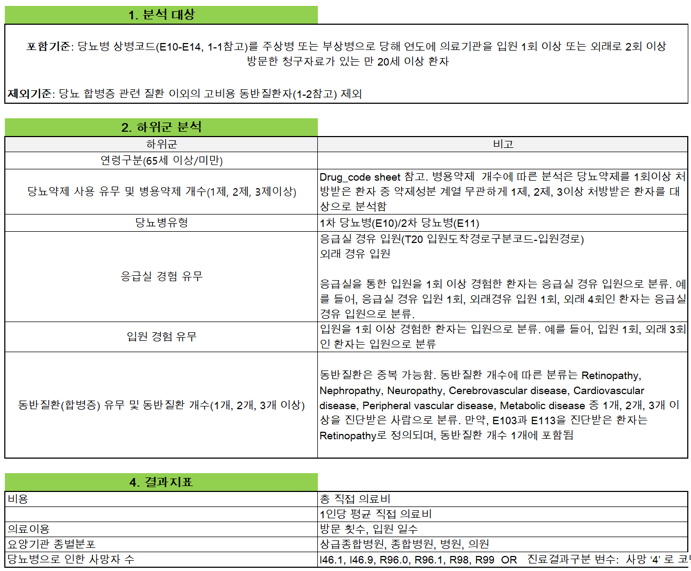 1. 분석 대상
포함기준: 당뇨병 상병코드(E10-E14, 1-1참고)를 주상병 또는 부상병으로 당해 연도에 의료기관을 입원 1회 이상 또는 외래로 2회 이상
방문한 청구자료가 있는 만 20세 이상 환자
제외기준: 당뇨 합병증 관련 질환 이외의 고비용 동반질환자(1-2참고) 제외
2. 하위군 분석
하위군 비고
연령구분(65세 이상/미만)
당뇨약제 사용 유무 및 병용약제 개수(1제, 2제, 3제이상)
Drug_code sheet 참고. 병용약제 개수에 따른 분석은 당뇨약제를 1회이상 처
방받은 환자 중 약제성분 계열 무관하게 1제, 2제, 3이상 처방받은 환자를 대
상으로 분석함
당뇨병유형 1차 당뇨병(E10)/2차 당뇨병(E11)
응급실 경험 유무
응급실 경유 입원(T20 입원도착경로구분코드-입원경로)
외래 경유 입원
응급실을 통한 입원을 1회 이상 경험한 환자는 응급실 경유 입원으로 분류. 예
를 들어, 응급실 경유 입원 1회, 외래경유 입원 1회, 외래 4회인 환자는 응급실
경유 입원으로 분류.
입원 경험 유무
입원을 1회 이상 경험한 환자는 입원으로 분류. 예를 들어, 입원 1회, 외래 3회
인 환자는 입원으로 분류
동반질환(합병증) 유무 및 동반질환 개수(1개, 2개, 3개 이상)
동반질환은 중복 가능함. 동반질환 개수에 따른 분류는 Retinopathy,
Nephropathy, Neuropathy, Cerebrovascular disease, Cardiovascular
disease, Peripheral vascular disease, Metabolic disease 중 1개, 2개, 3개 이
상을 진단받은 사람으로 분류. 만약, E103과 E113을 진단받은 환자는
Retinopathy로 정의되며, 동반질환 개수 1개에 포함됨
4. 결과지표
비용 총 직접 의료비
1인당 평균 직접 의료비
의료이용 방문 횟수, 입원 일수
요양기관 종별분포 상급종합병원, 종합병원, 병원, 의원
당뇨병으로 인한 사망자 수 I46.1, I46.9, R96.0, R96.1, R98, R99 OR 진료결과구분 변수: 사망 '4' 로